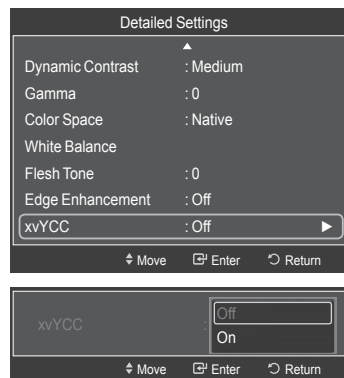 Detailed Settings
Dynamic Contrast : Medium
Gamma : 0
Color Space : Native
White Balance
Flesh Tone : 0
Edge Enhancement : Off
xvYCC : Off
Move Enter Return
xvYCC : Off
On
Move Enter Return